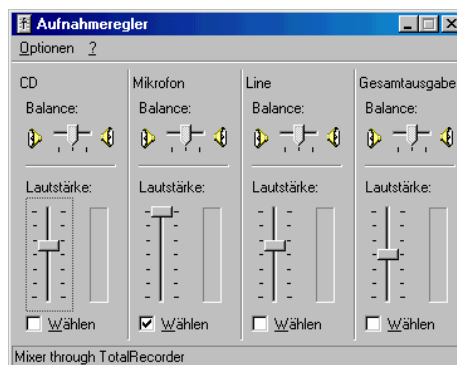 Aufnahmeregler
Optionen ?
CD Mikrofon Line Gesamtausgabe
Balance: Balance: Balance: Balance:
Lautstärke: Lautstärke: Lautstärke: Lautstärke:
Wählen Wählen Wählen Wählen
Mixer through TotalRecorder